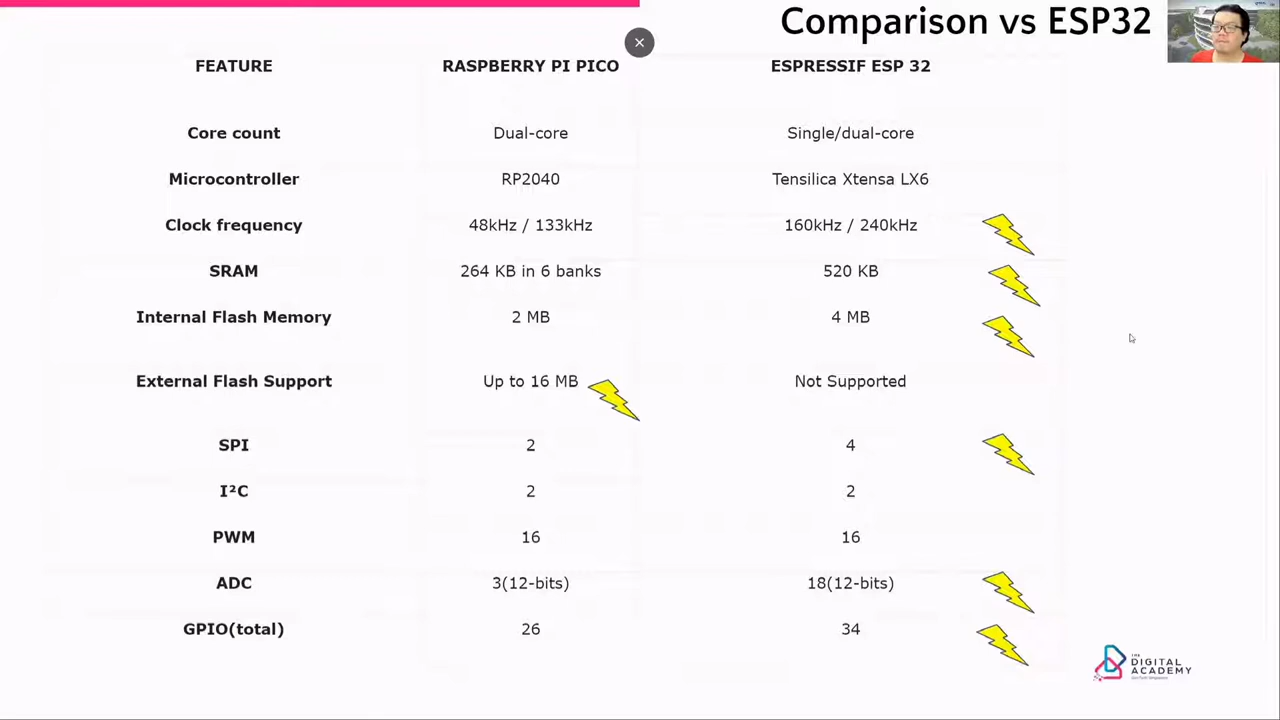 Comparison vs ESP32
FEATURE RASPBERRY PI PICO ESPRESSIF ESP 32
Core count Dual-core Single/dual-core
Microcontroller RP2040 Tensilica Xtensa LX6
Clock frequency 48kHz / 133kHz 160kHz / 240kHz
SRAM 264 KB in 6 banks 520 KB
Internal Flash Memory 2 MB 4 MB
External Flash Support Up to 16 MB Not Supported
SPI 2 4
I²C 2 2
PWM 16 16
ADC 3(12-bits) 18(12-bits)
GPIO(total) 26 34
THE
DIGITAL
ACADEMY